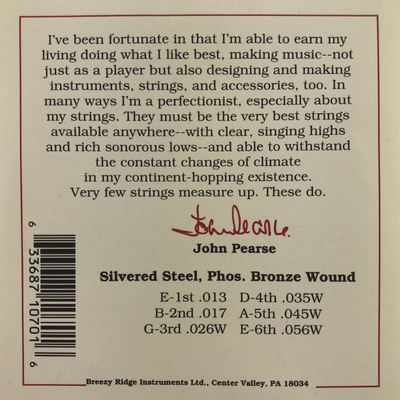 I've been fortunate in that I'm able to earn my
living doing what I like best, making music--not
just as a player but also designing and making
instruments, strings, and accessories, too. In
many ways I'm a perfectionist, especially about
my strings. They must be the very best strings
available anywhere--with clear, singing highs
and rich sonorous lows--and able to withstand
the constant changes of climate
in my continent-hopping existence.
Very few strings measure up. These do.
John Pearse.
John Pearse
Silvered Steel, Phos. Bronze Wound
E-1st .013 D-4th .035W
B-2nd .017 A-5th .045W
G-3rd .026W E-6th .056W
6 33687 10701 6
Breezy Ridge Instruments Ltd., Center Valley, PA 18034